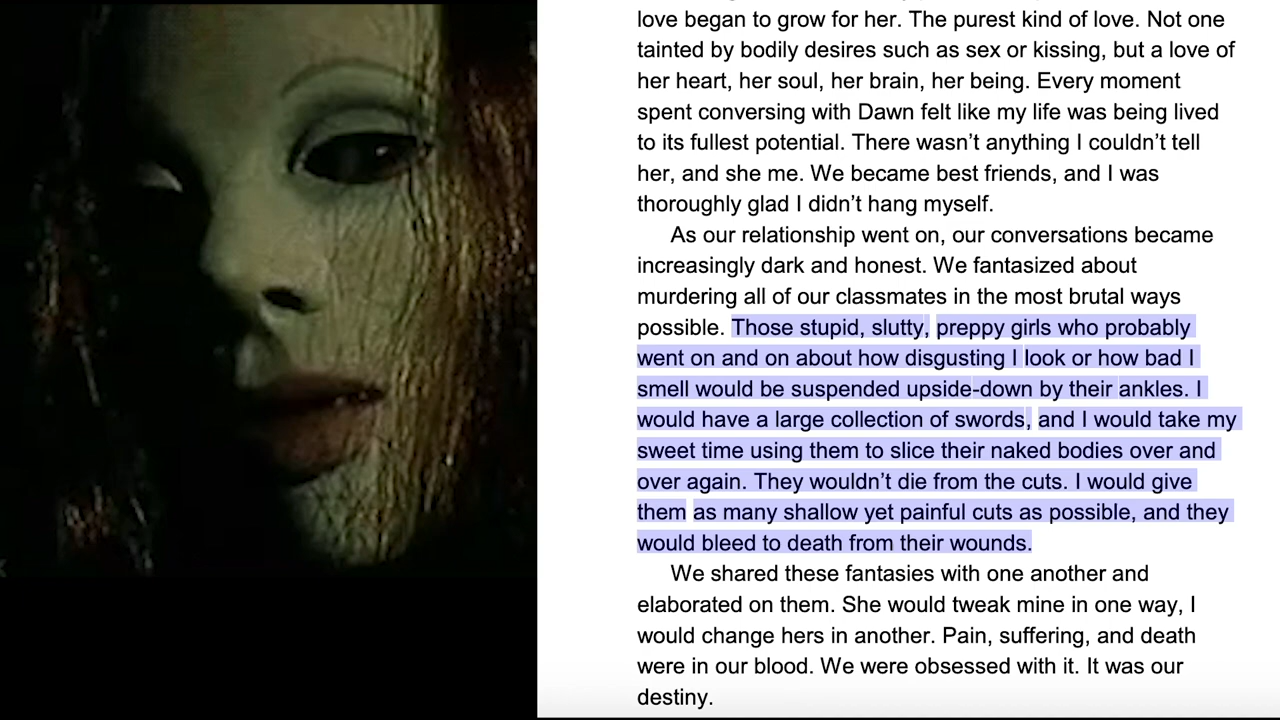 love began to grow for her. The purest kind of love. Not one
tainted by bodily desires such as sex or kissing, but a love of
her heart, her soul, her brain, her being. Every moment
spent conversing with Dawn felt like my life was being lived
to its fullest potential. There wasn’t anything I couldn’t tell
her, and she me. We became best friends, and I was
thoroughly glad I didn’t hang myself.
As our relationship went on, our conversations became
increasingly dark and honest. We fantasized about
murdering all of our classmates in the most brutal ways
possible. Those stupid, slutty, preppy girls who probably
went on and on about how disgusting I look or how bad I
smell would be suspended upside-down by their ankles. I
would have a large collection of swords, and I would take my
sweet time using them to slice their naked bodies over and
over again. They wouldn’t die from the cuts. I would give
them as many shallow yet painful cuts as possible, and they
would bleed to death from their wounds.
We shared these fantasies with one another and
elaborated on them. She would tweak mine in one way, I
would change hers in another. Pain, suffering, and death
were in our blood. We were obsessed with it. It was our
destiny.